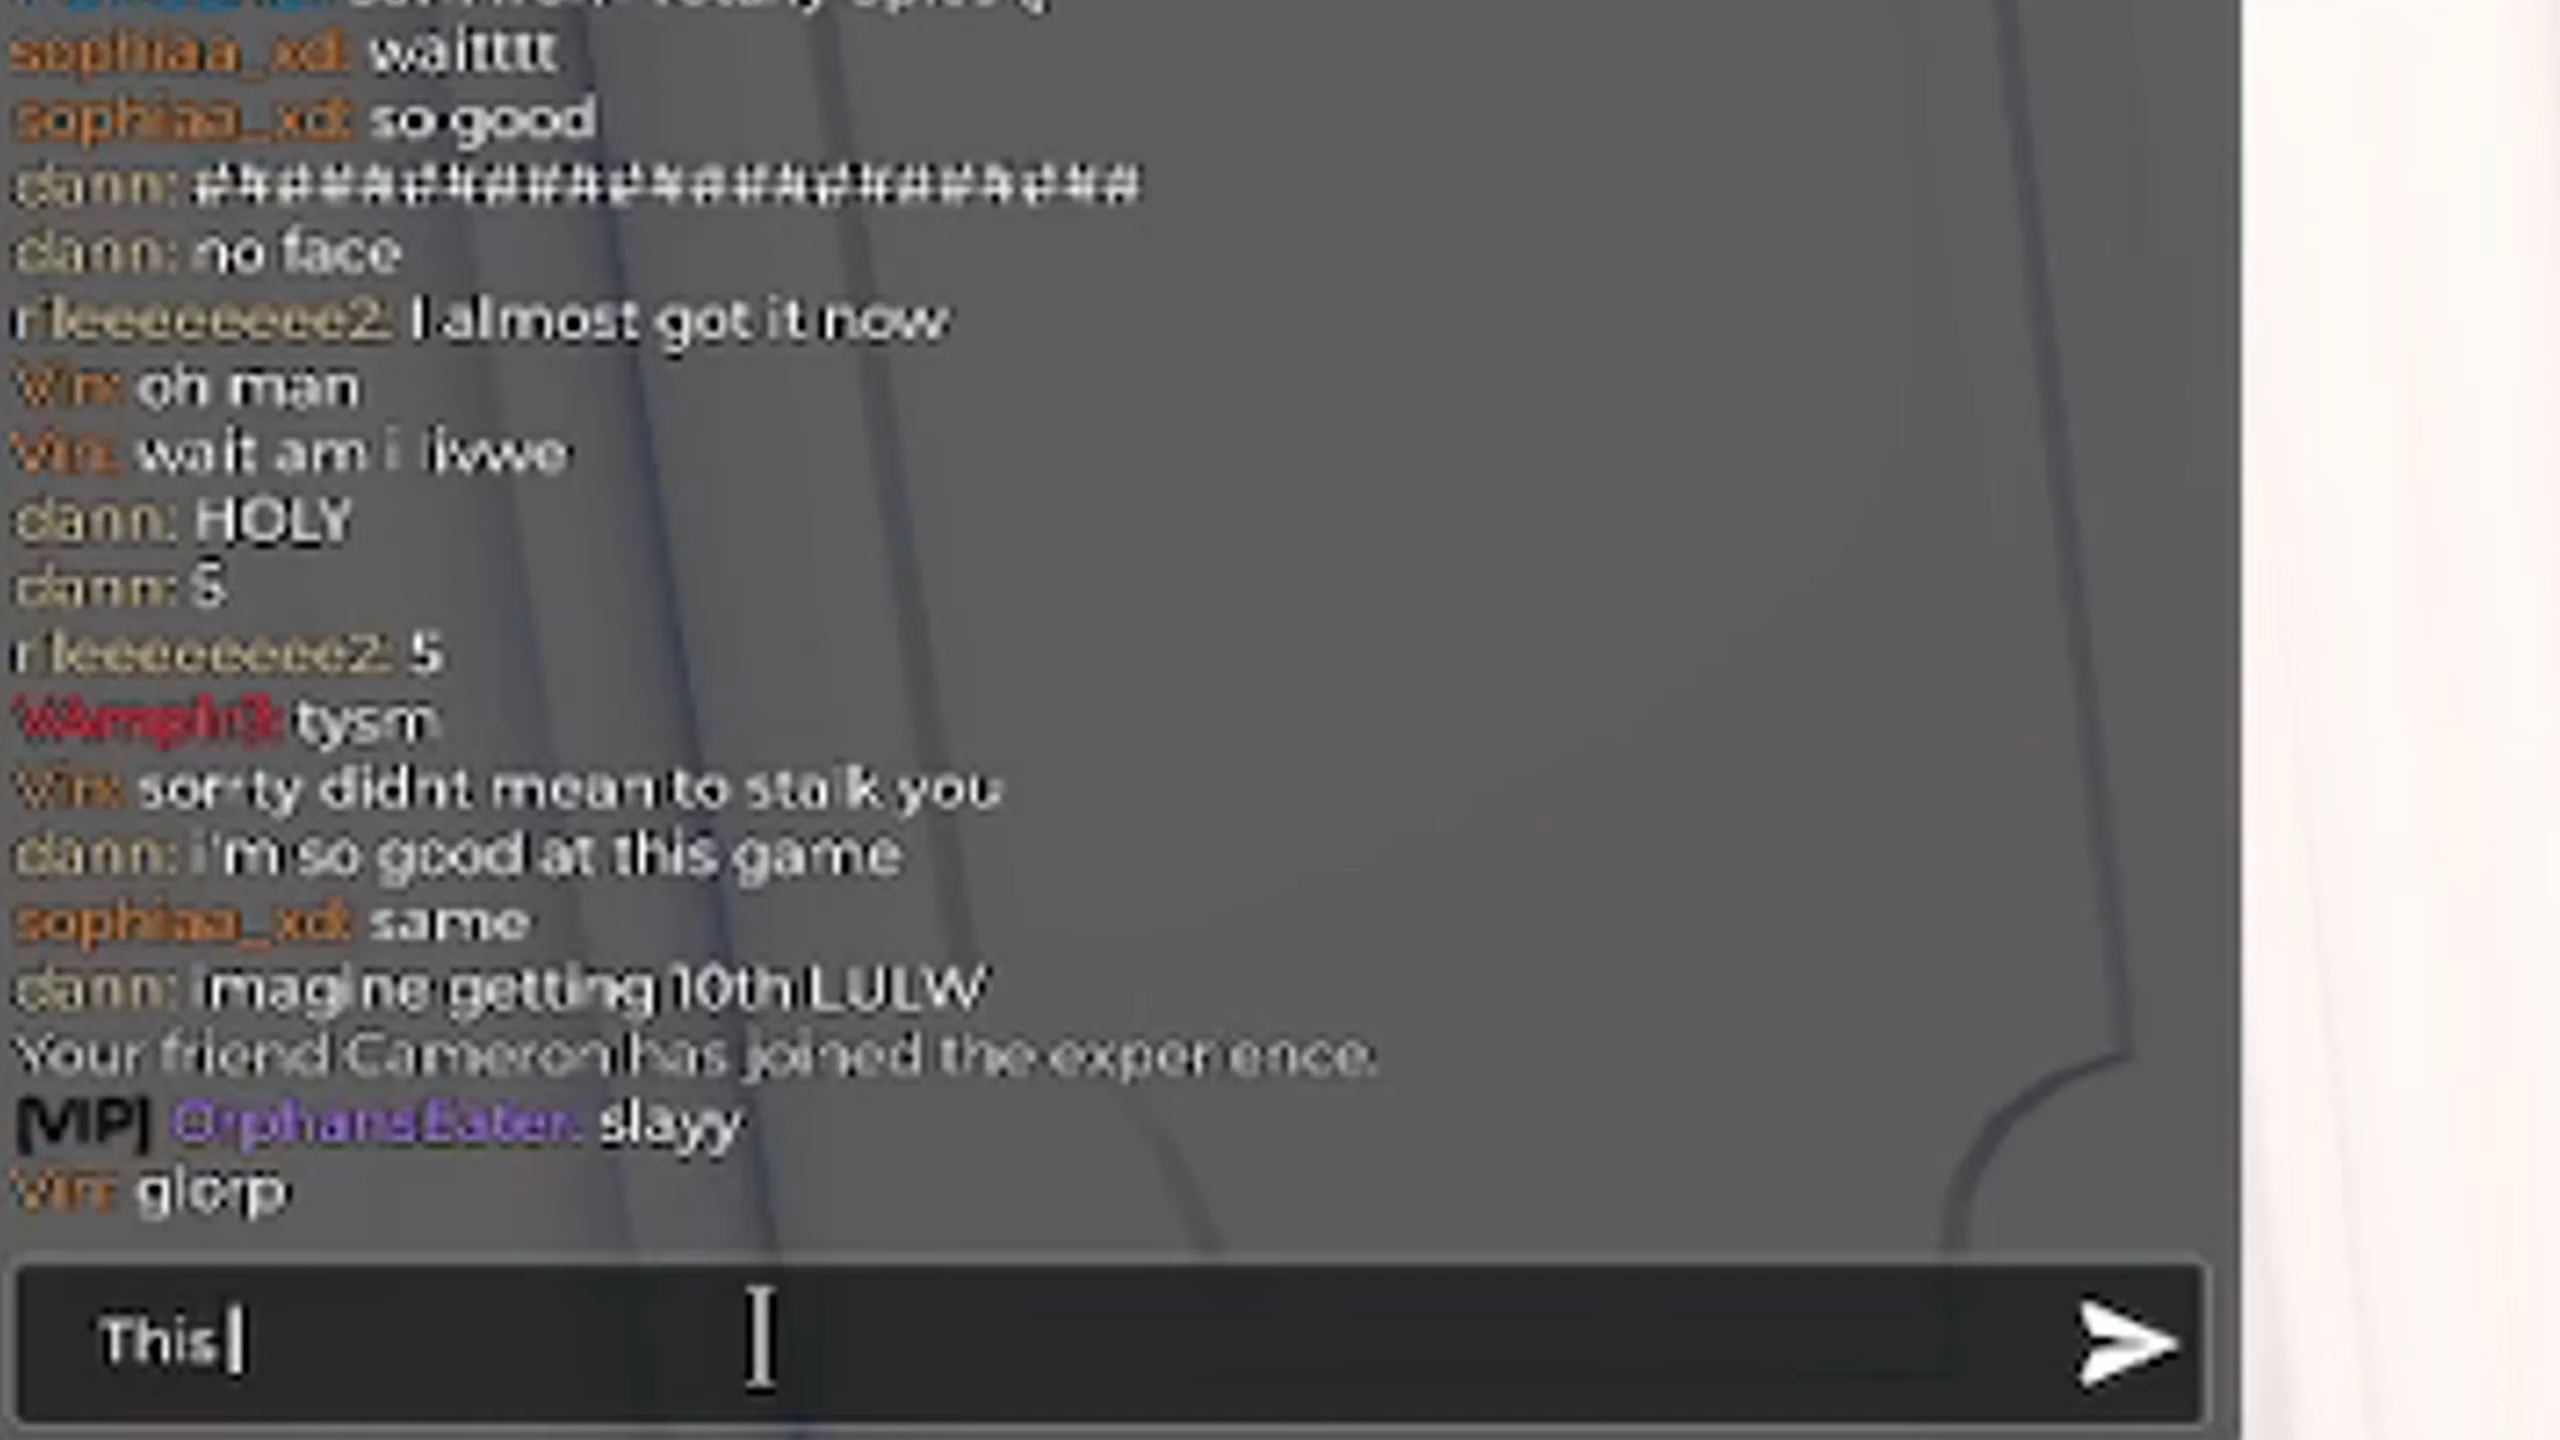 sophiaa_xd: waitttt
sophiaa_xd: so good
dann: #######################
dann: no face
rileeeeeeee2: I almost got it now
Vin: oh man
Vin: wait am i livwe
dann: HOLY
dann: 5
rileeeeeeee2: 5
VAmp1r3: tysm
Vin: sorrty didnt mean to stalk you
dann: i'm so good at this game
sophiaa_xd: same
dann: imagine getting 10th LULW
Your friend Cameron has joined the experience.
[VIP] OrphansEater: slayy
Vin: glorp
This